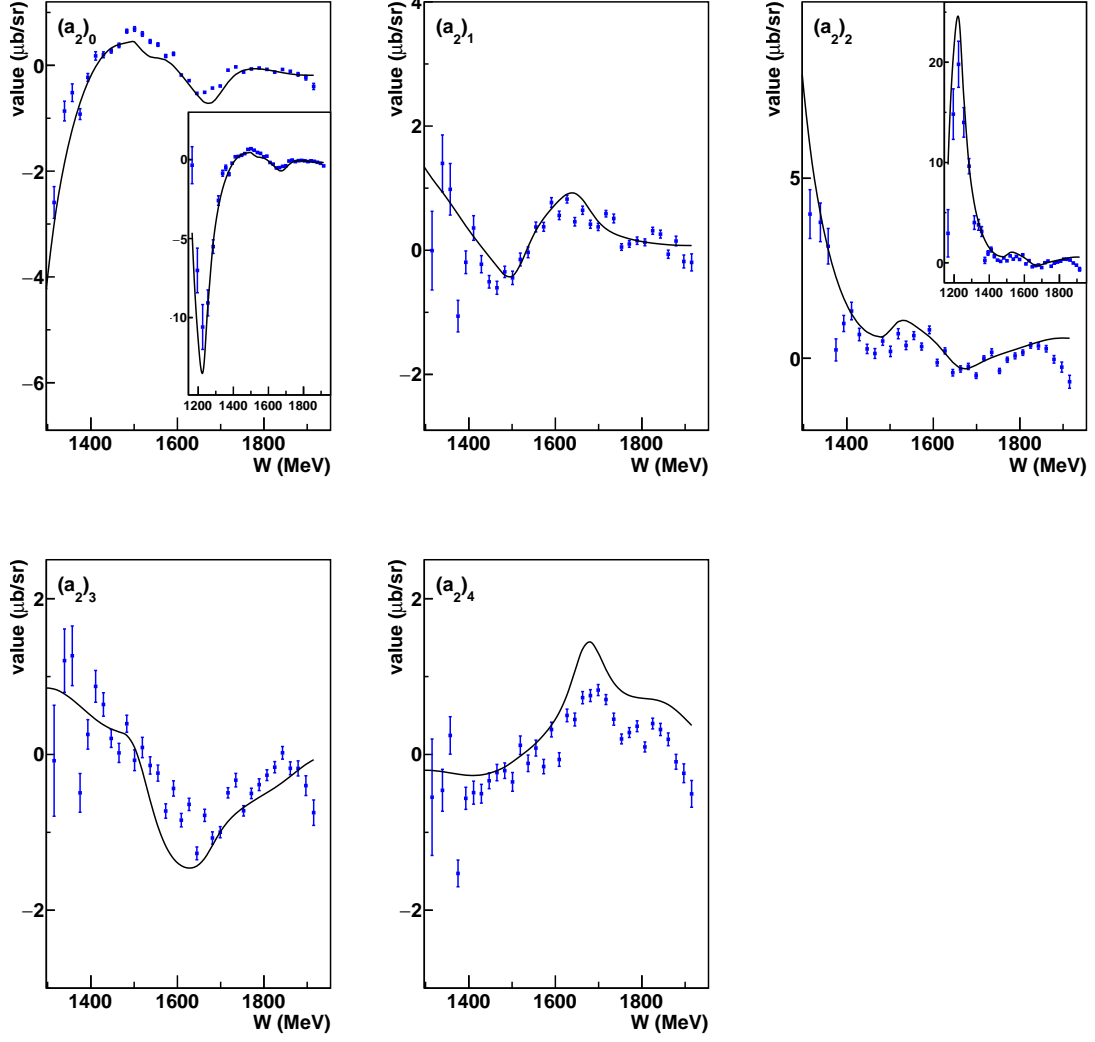 (a₂)₀
value (μb/sr)
0
−2
−4
−6
0
−5
−10
1200 1400 1600 1800
1400 1600 1800
W (MeV)
(a₂)₁
value (μb/sr)
4
2
0
−2
1400 1600 1800
W (MeV)
(a₂)₂
value (μb/sr)
5
0
20
10
0
1200 1400 1600 1800
1400 1600 1800
W (MeV)
(a₂)₃
value (μb/sr)
2
0
−2
1400 1600 1800
W (MeV)
(a₂)₄
value (μb/sr)
2
0
−2
1400 1600 1800
W (MeV)